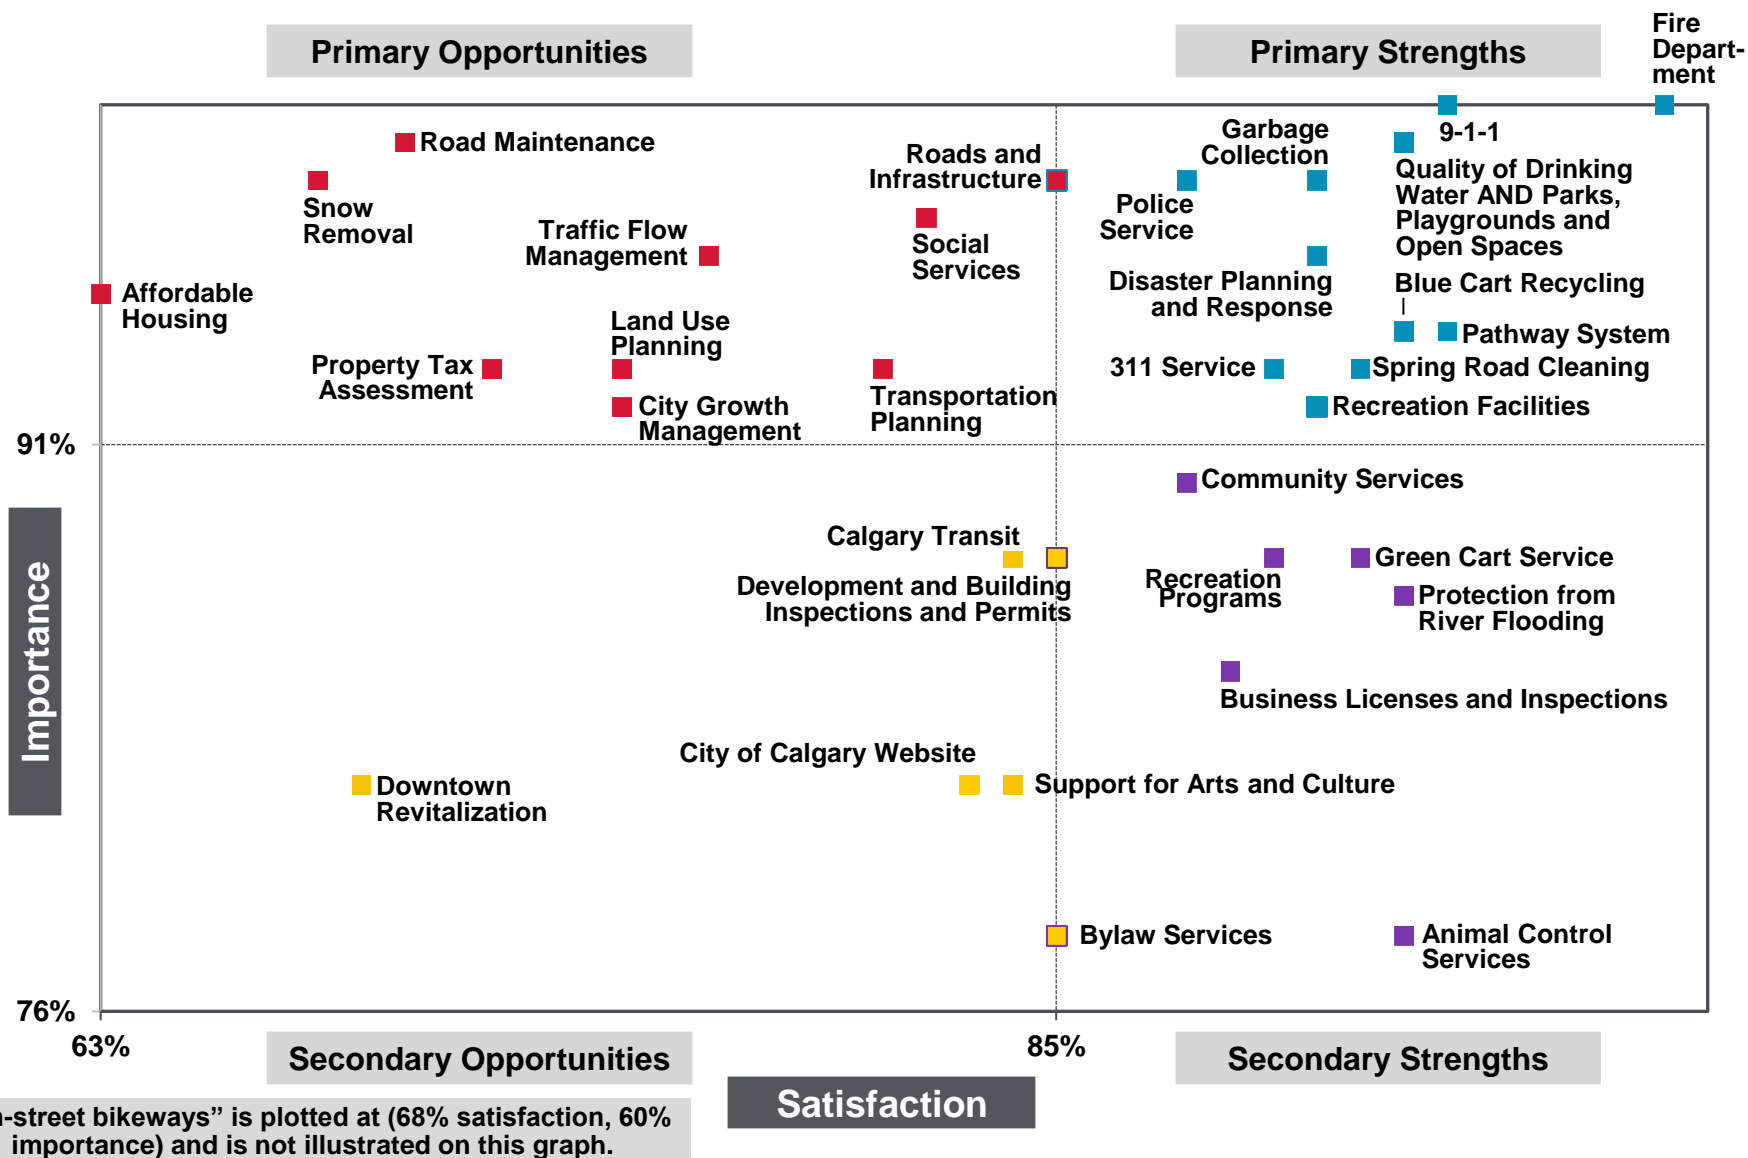 Primary Opportunities
Primary Strengths
Fire
Depart-
ment
Road Maintenance
Snow
Removal
Traffic Flow
Management
Roads and
Infrastructure
Social
Services
Garbage
Collection
Police
Service
9-1-1
Quality of Drinking
Water AND Parks,
Playgrounds and
Open Spaces
Disaster Planning
and Response
Blue Cart Recycling
Pathway System
Affordable
Housing
Land Use
Planning
Property Tax
Assessment
City Growth
Management
Transportation
Planning
311 Service
Spring Road Cleaning
Recreation Facilities
91%
Community Services
Calgary Transit
Development and Building
Inspections and Permits
Recreation
Programs
Green Cart Service
Protection from
River Flooding
Business Licenses and Inspections
Importance
City of Calgary Website
Support for Arts and Culture
Downtown
Revitalization
Bylaw Services
Animal Control
Services
76%
63%
85%
Secondary Opportunities
Secondary Strengths
Satisfaction
-street bikeways” is plotted at (68% satisfaction, 60%
importance) and is not illustrated on this graph.